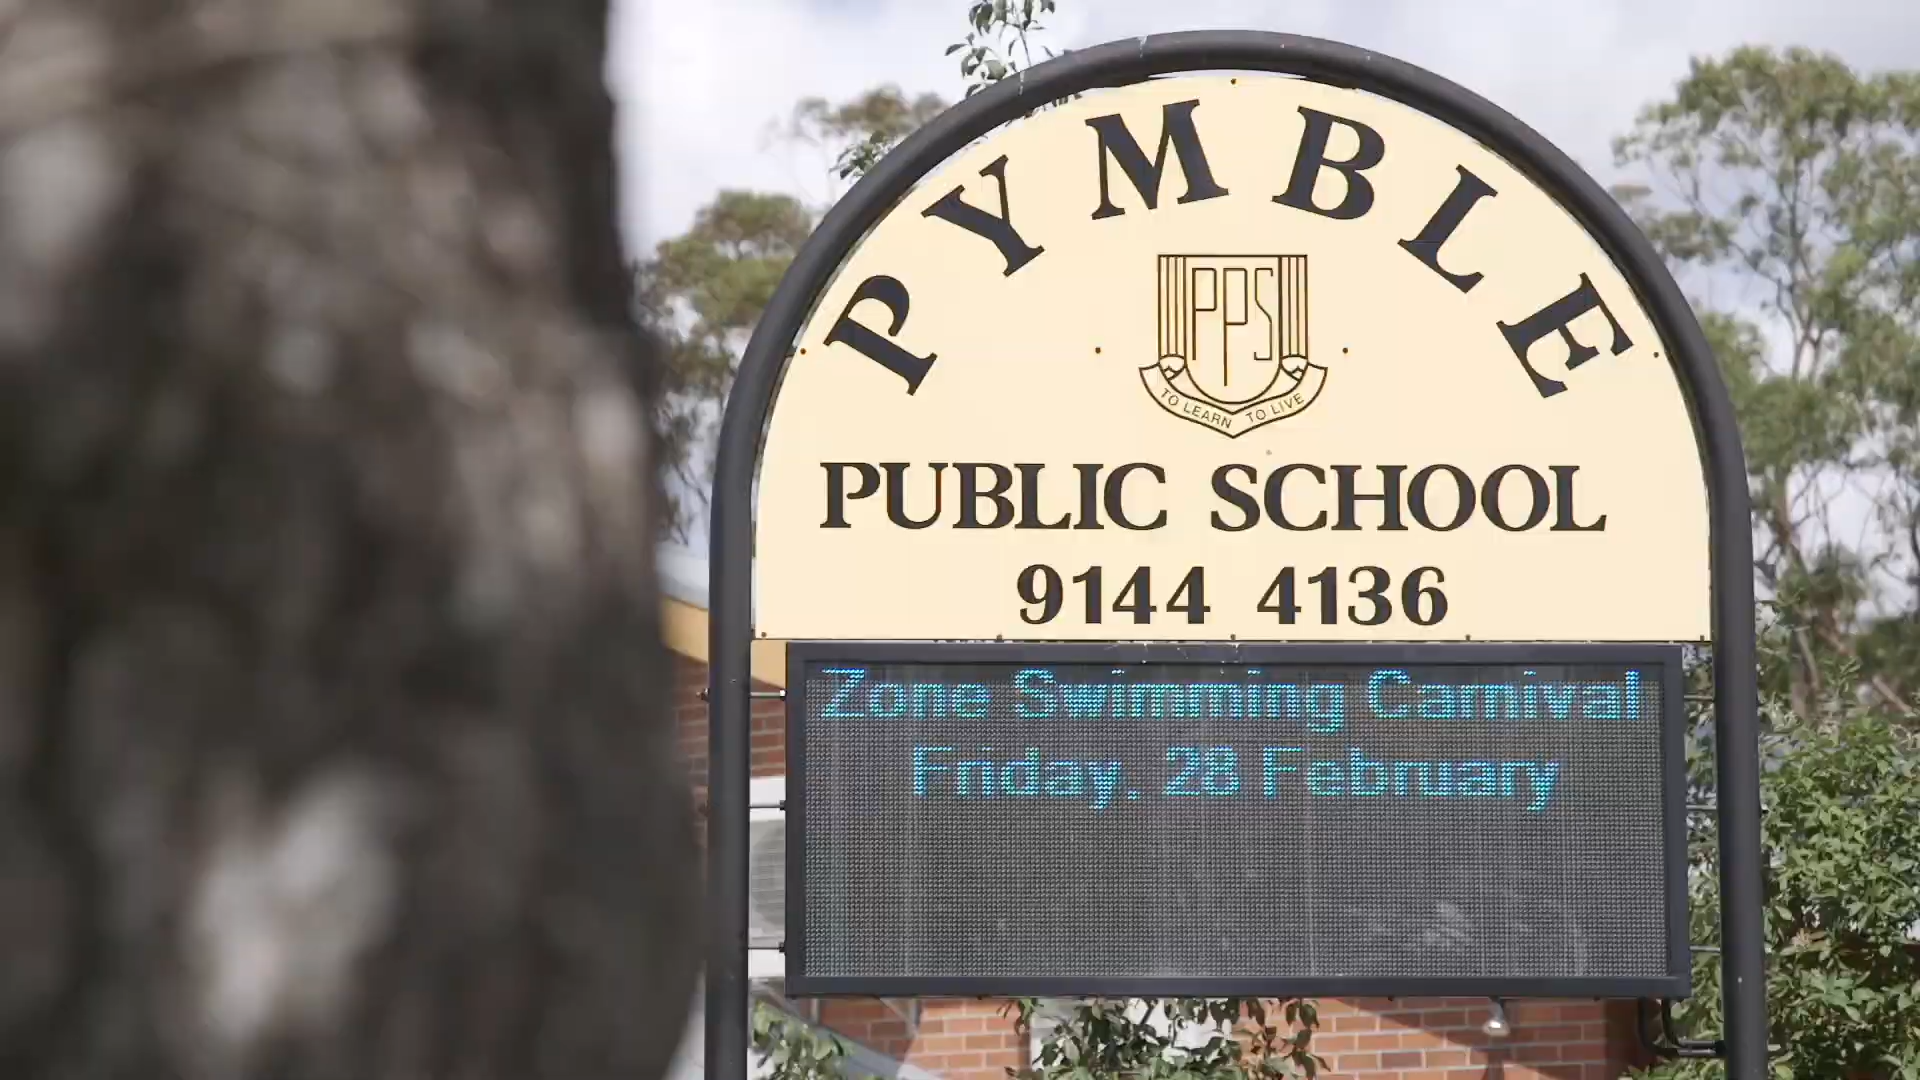 PYMBLE
PPS
TO LEARN TO LIVE
PUBLIC SCHOOL
9144 4136
Zone Swimming Carnival
Friday, 28 February